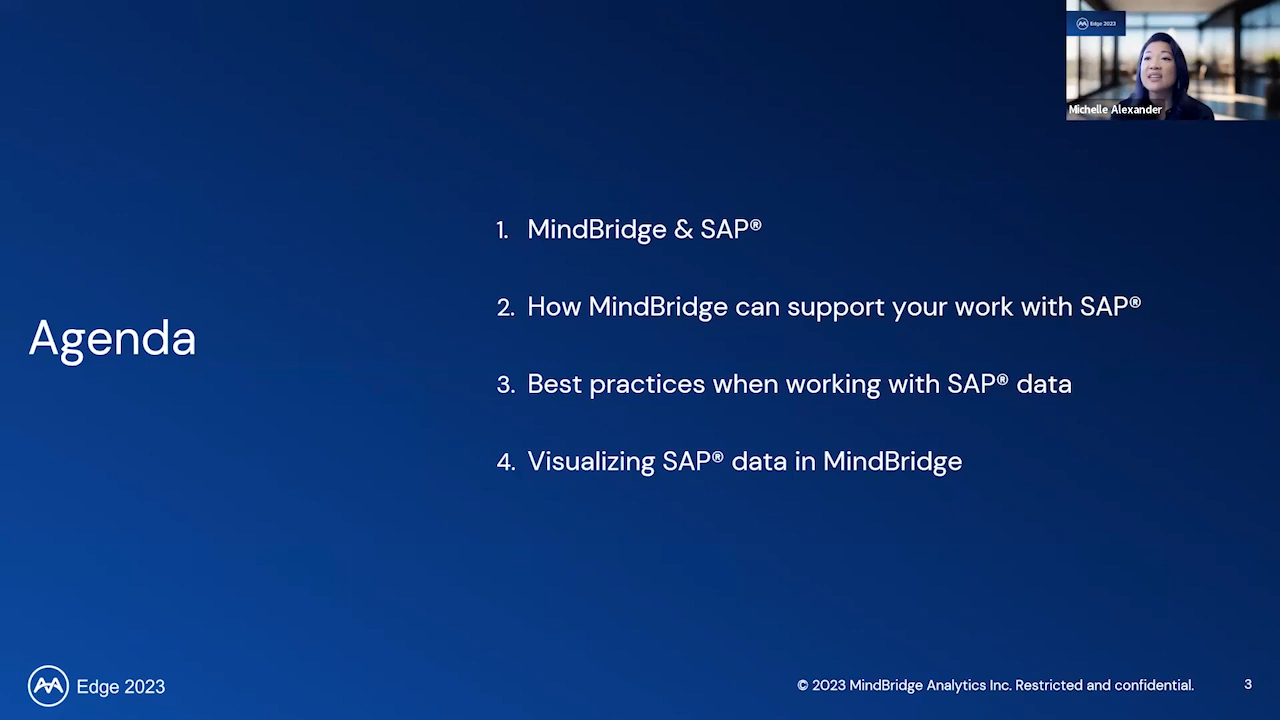 Edge 2023
Michelle Alexander
Agenda
1. MindBridge & SAP®
2. How MindBridge can support your work with SAP®
3. Best practices when working with SAP® data
4. Visualizing SAP® data in MindBridge
Edge 2023
© 2023 MindBridge Analytics Inc. Restricted and confidential.
3